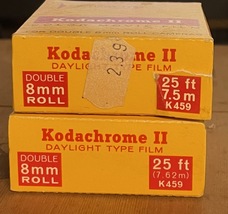 Kodachrome II
DAYLIGHT TYPE FILM
2.39
DOUBLE
8mm
ROLL
25 ft
7.5 m
K459
Kodachrome II
DAYLIGHT TYPE FILM
DOUBLE
8mm
ROLL
25 ft
(7.62m)
K459